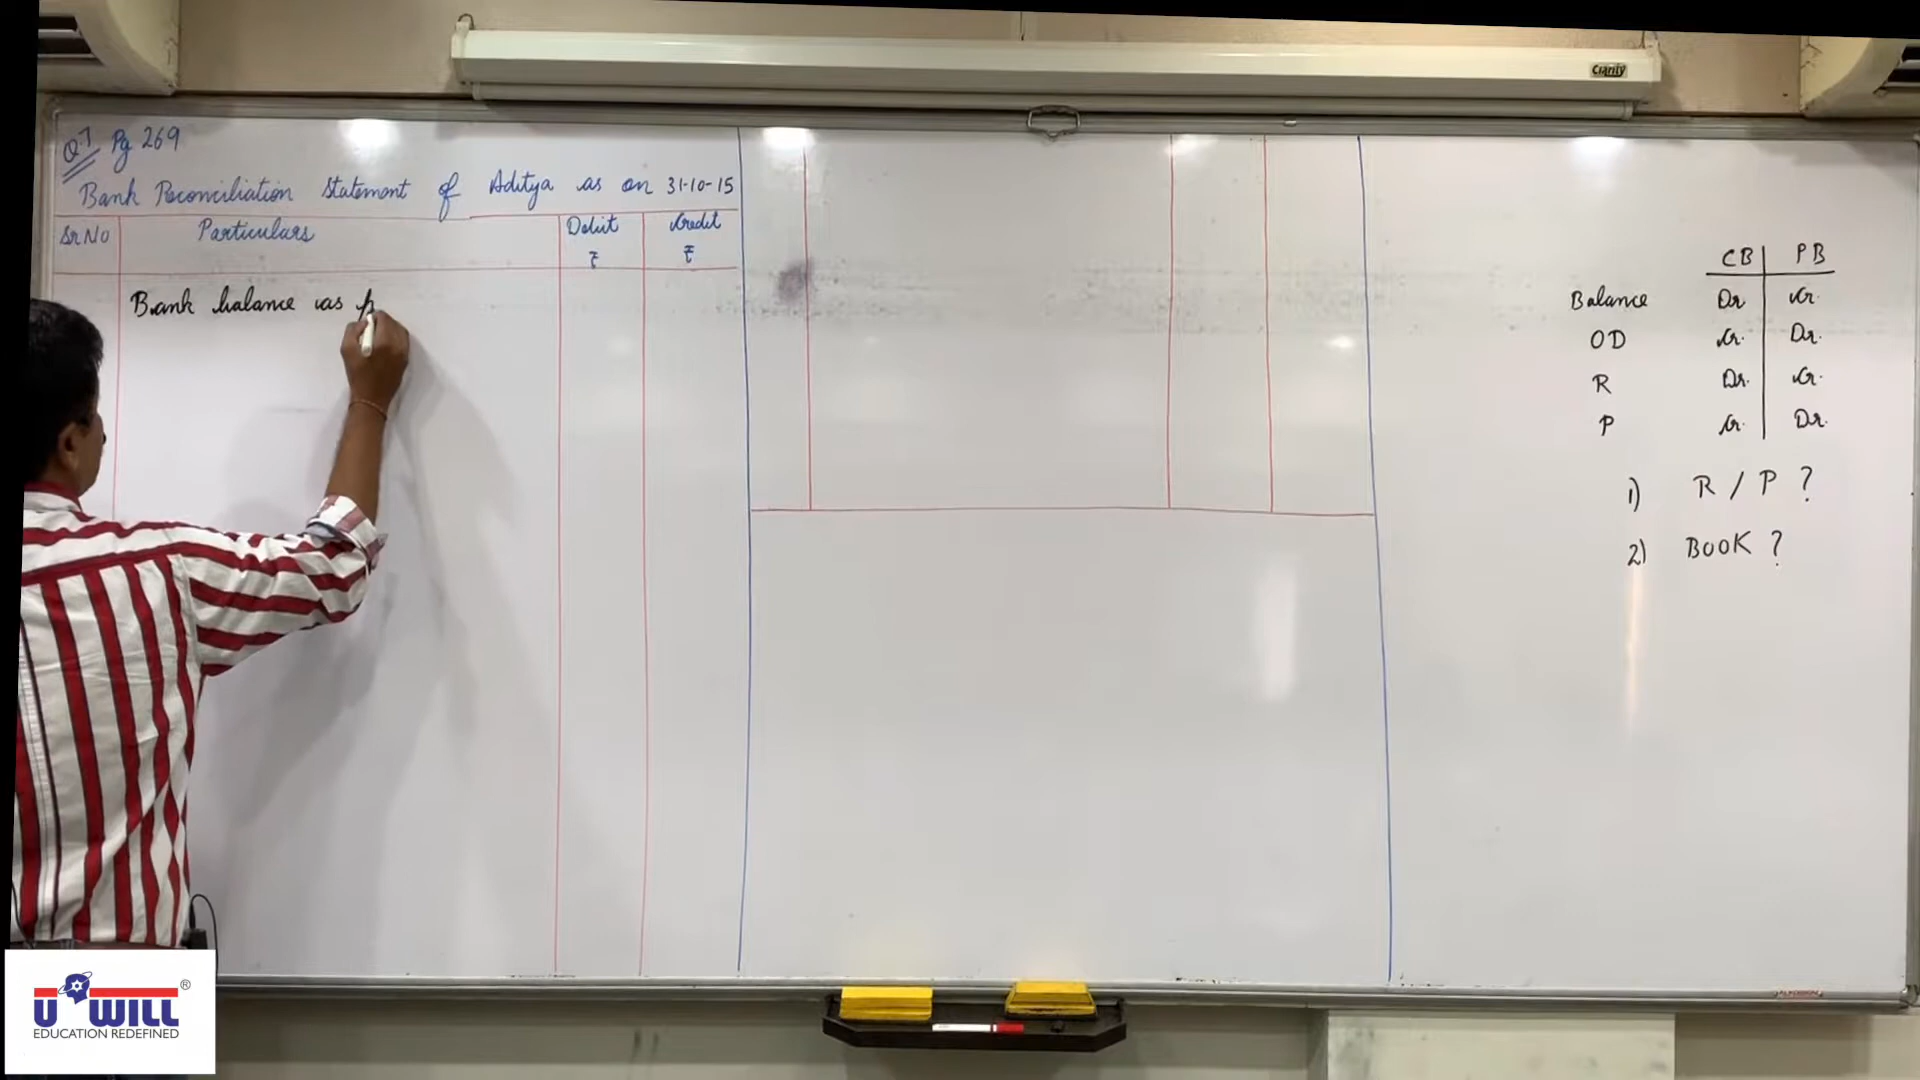 Clarity
Q.7 Pg 269
Bank Reconciliation Statement of Aditya as on 31-10-15
Sr No Particulars Debit ₹ Credit ₹
Bank balance as p
CB PB
Balance Dr Cr.
OD Cr. Dr.
R Dr. Cr.
P Cr. Dr.
1) R / P ?
2) BOOK ?
U WILL ®
EDUCATION REDEFINED